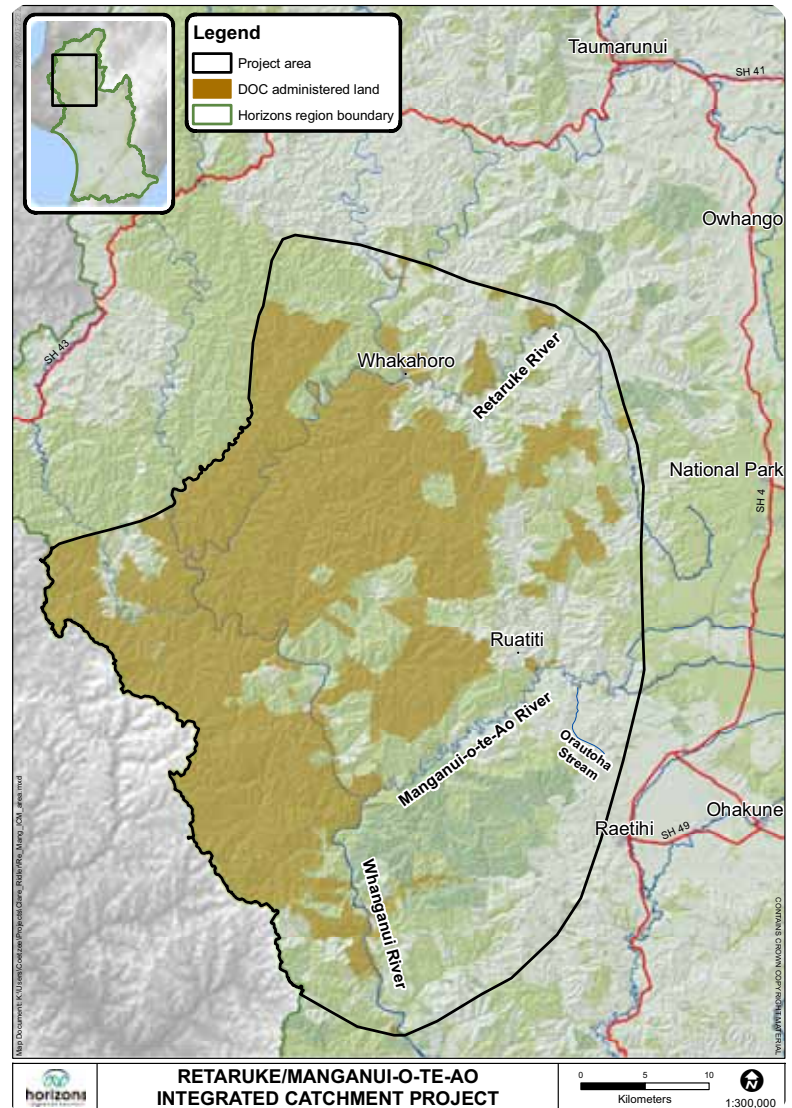 Legend
Project area
DOC administered land
Horizons region boundary
Taumarunui
SH 41
Owhango
SH 43
Whakahoro
Retaruke River
National Park
SH 4
Ruatiti
Manganui-o-te-Ao River
Orautoha
Stream
Ohakune
Raetihi
SH 49
Whanganui River
CONTAINS CROWN COPYRIGHT MATERIAL
horizons
RETARUKE/MANGANUI-O-TE-AO
INTEGRATED CATCHMENT PROJECT
0 5 10
Kilometers
N
1:300,000